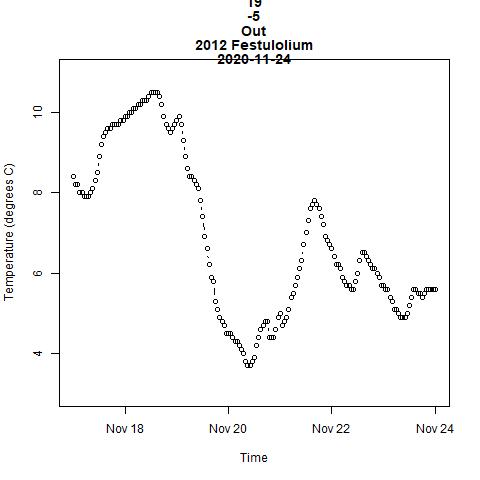 19
-5
Out
2012 Festulolium
2020-11-24
Temperature (degrees C)
10
8
6
4
Nov 18 Nov 20 Nov 22 Nov 24
Time